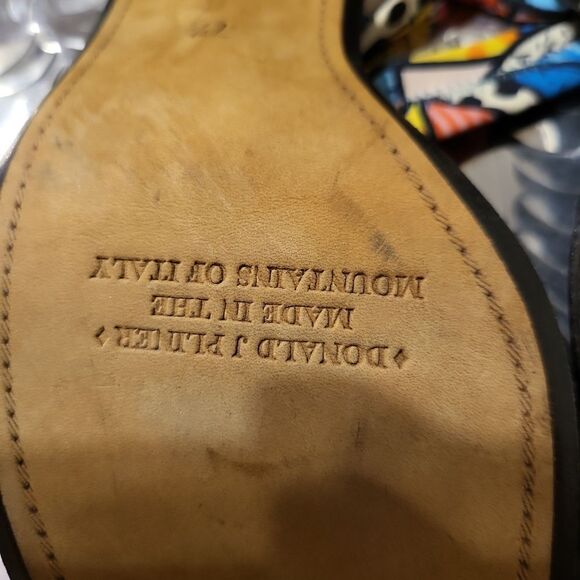 ◆DONALD J PLINER◆
MADE IN THE
MOUNTAINS OF ITALY